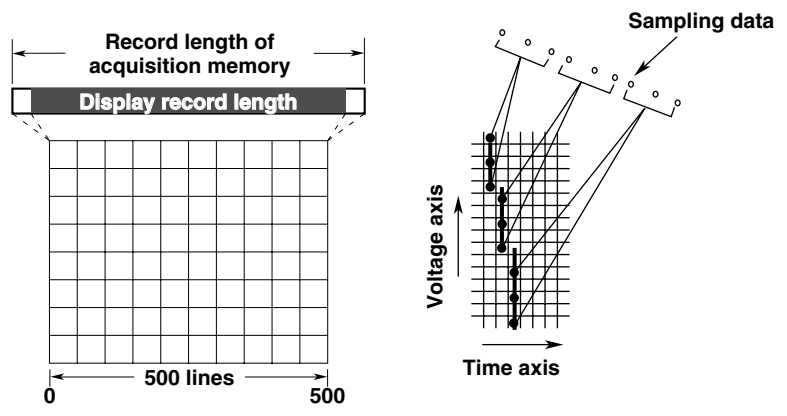 Record length of
acquisition memory
Display record length
500 lines
0
500
Sampling data
Voltage axis
Time axis